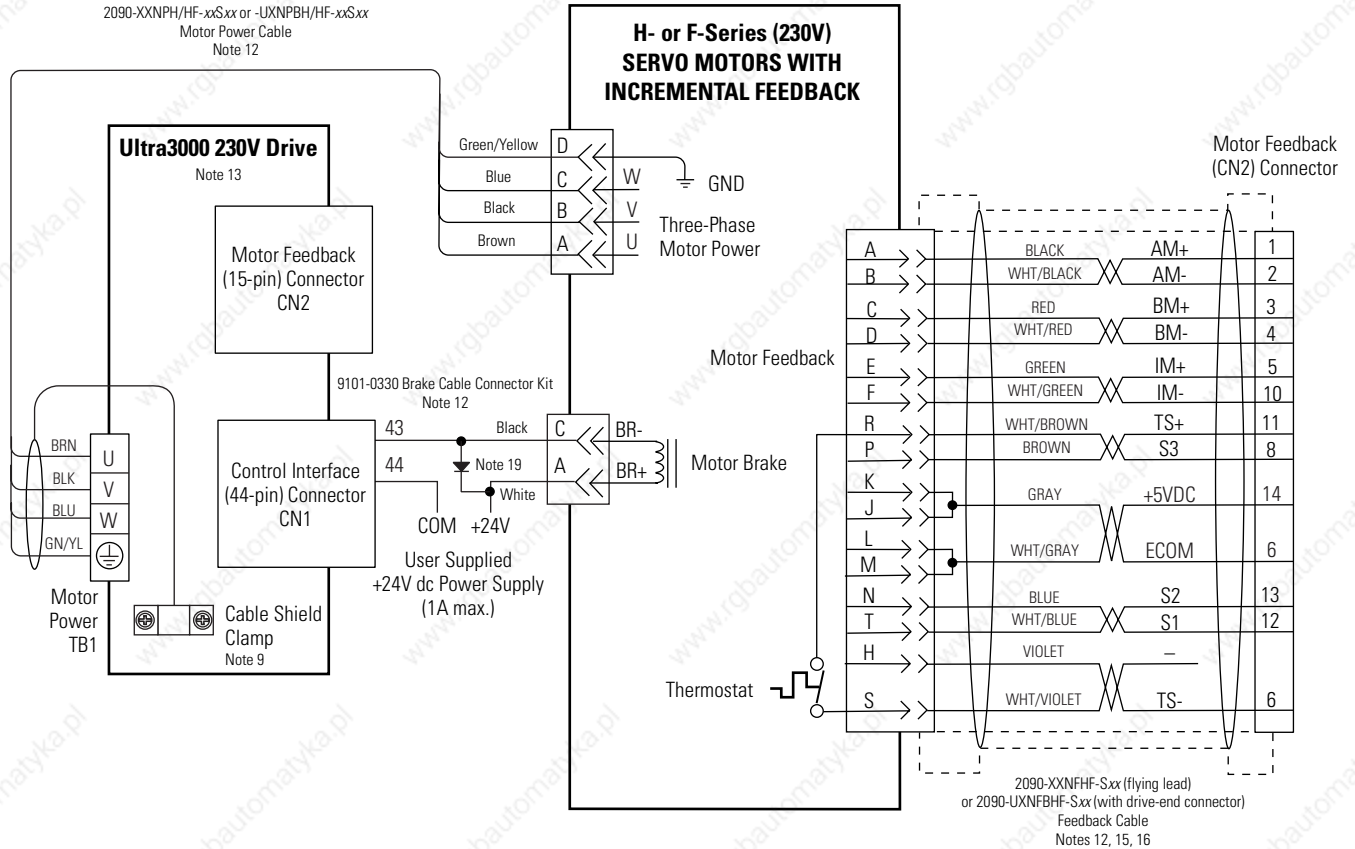 2090-XXNPH/HF-xxSxx or -UXNPBH/HF-xxSxx
Motor Power Cable
Note 12
H- or F-Series (230V)
SERVO MOTORS WITH
INCREMENTAL FEEDBACK
Ultra3000 230V Drive
Note 13
Motor Feedback
(15-pin) Connector
CN2
Control Interface
(44-pin) Connector
CN1
BRN
BLK
BLU
GN/YL
U
V
W
Motor
Power
TB1
Cable Shield
Clamp
Note 9
Green/Yellow D
Blue C W
Black B V
Brown A U
GND
Three-Phase
Motor Power
9101-0330 Brake Cable Connector Kit
Note 12
43 Black C BR-
44 Note 19 A BR+
White
Motor Brake
COM +24V
User Supplied
+24V dc Power Supply
(1A max.)
Motor Feedback
Thermostat
Motor Feedback
(CN2) Connector
A BLACK AM+ 1
B WHT/BLACK AM- 2
C RED BM+ 3
D WHT/RED BM- 4
E GREEN IM+ 5
F WHT/GREEN IM- 10
R WHT/BROWN TS+ 11
P BROWN S3 8
K GRAY +5VDC 14
J
L WHT/GRAY ECOM 6
M
N BLUE S2 13
T WHT/BLUE S1 12
H VIOLET –
S WHT/VIOLET TS- 6
2090-XXNFHF-Sxx (flying lead)
or 2090-UXNFBHF-Sxx (with drive-end connector)
Feedback Cable
Notes 12, 15, 16
www.rgbautomatyka.pl